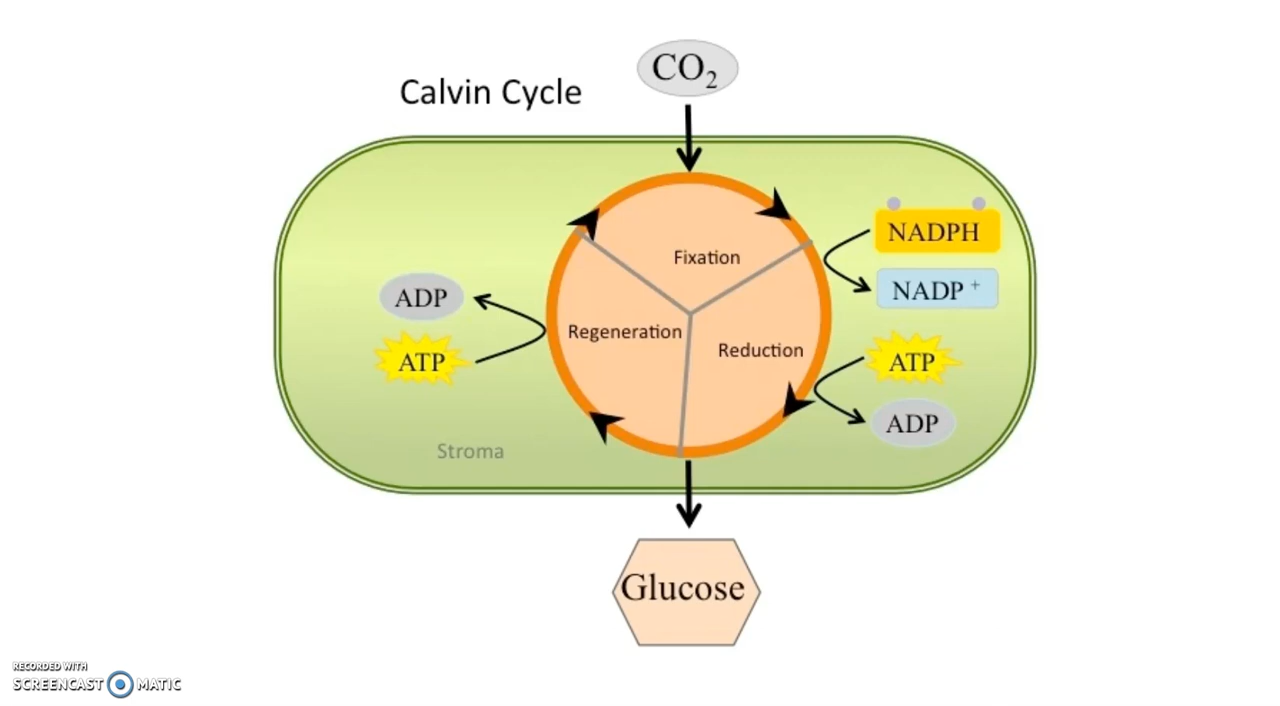 CO₂
Calvin Cycle
NADPH
Fixation
NADP⁺
ADP
Regeneration
Reduction
ATP
ATP
ADP
Stroma
Glucose
RECORDED WITH
SCREENCAST MATIC